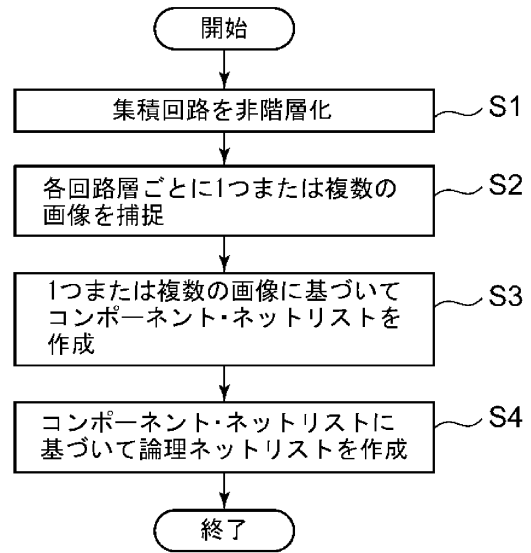 開始
集積回路を非階層化
S1
各回路層ごとに1つまたは複数の
画像を捕捉
S2
1つまたは複数の画像に基づいて
コンポーネント・ネットリストを
作成
S3
コンポーネント・ネットリストに
基づいて論理ネットリストを作成
S4
終了